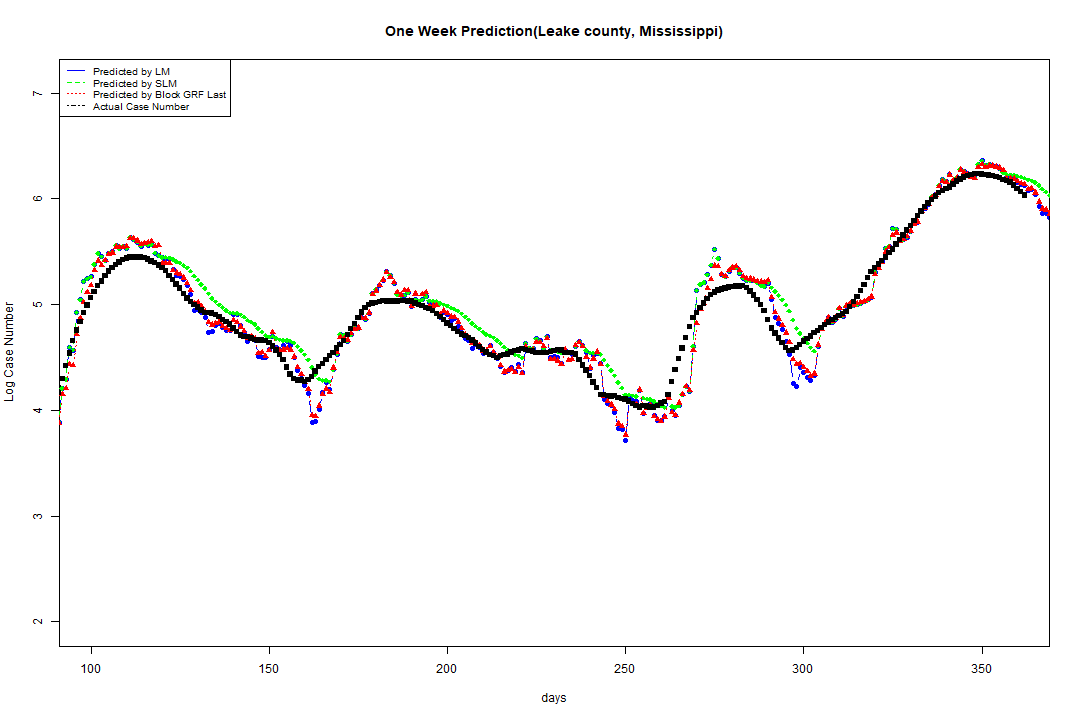 One Week Prediction(Leake county, Mississippi)
Predicted by LM
Predicted by SLM
Predicted by Block GRF Last
Actual Case Number
7
6
5
4
3
2
Log Case Number
100 150 200 250 300 350
days